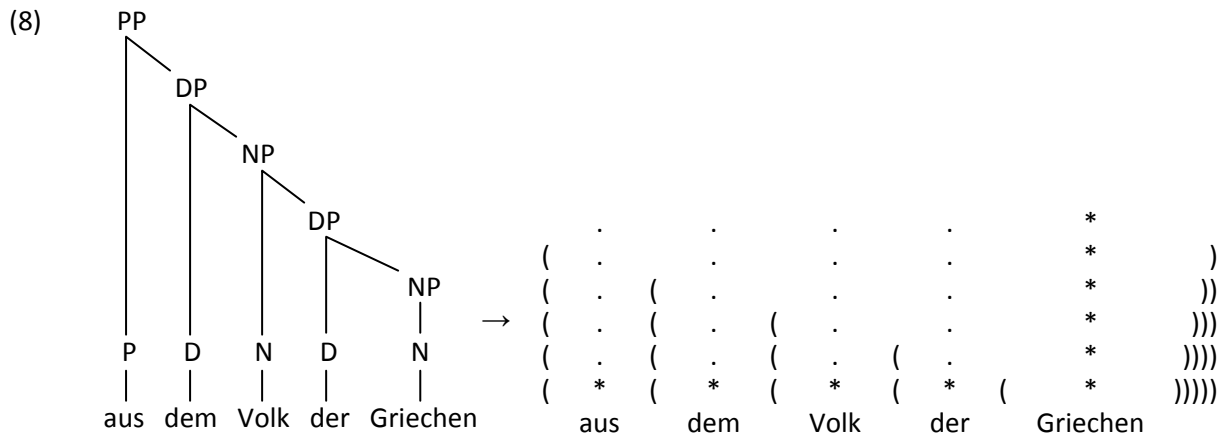 (8) PP
DP
NP
DP . . . . *
( . . . . * )
NP ( . ( . . . * ))
→ ( . ( . ( . . * )))
P D N D N ( . ( . ( . ( . * ))))
( * ( * ( * ( * ( * )))))
aus dem Volk der Griechen aus dem Volk der Griechen